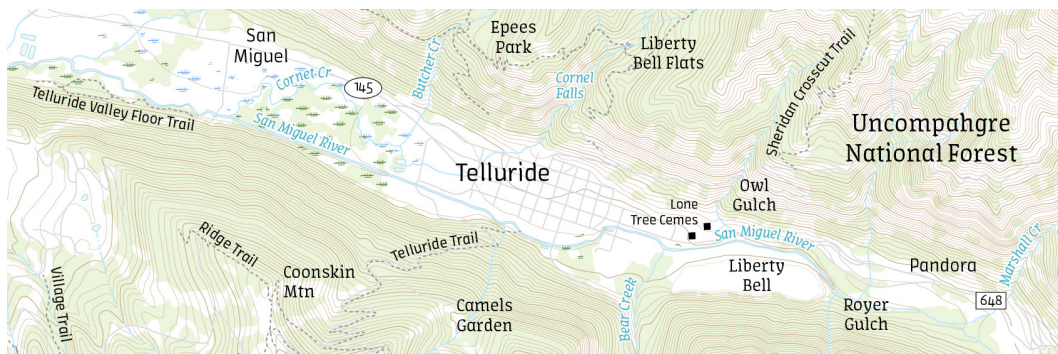 San
Miguel
Epees
Park
Liberty
Bell Flats
Butcher Cr
Cornet Cr
145
Cornel
Falls
Sheridan Crosscut Trail
Telluride Valley Floor Trail
San Miguel River
Uncompahgre
National Forest
Telluride
Owl
Gulch
Lone
Tree Cemes
San Miguel River
Ridge Trail
Telluride Trail
Village Trail
Coonskin
Mtn
Camels
Garden
Bear Creek
Liberty
Bell
Pandora
Marshall Cr
648
Royer
Gulch